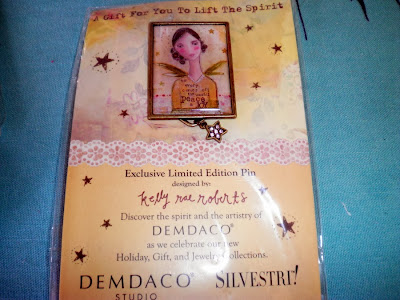 A Gift For You To Lift The Spirit
Peace
Exclusive Limited Edition Pin
designed by:
kelly rae roberts
Discover the spirit and the artistry of
DEMDACO®
as we celebrate our new
Holiday, Gift, and Jewelry Collections.
DEMDACO® SILVESTRI!®
STUDIO